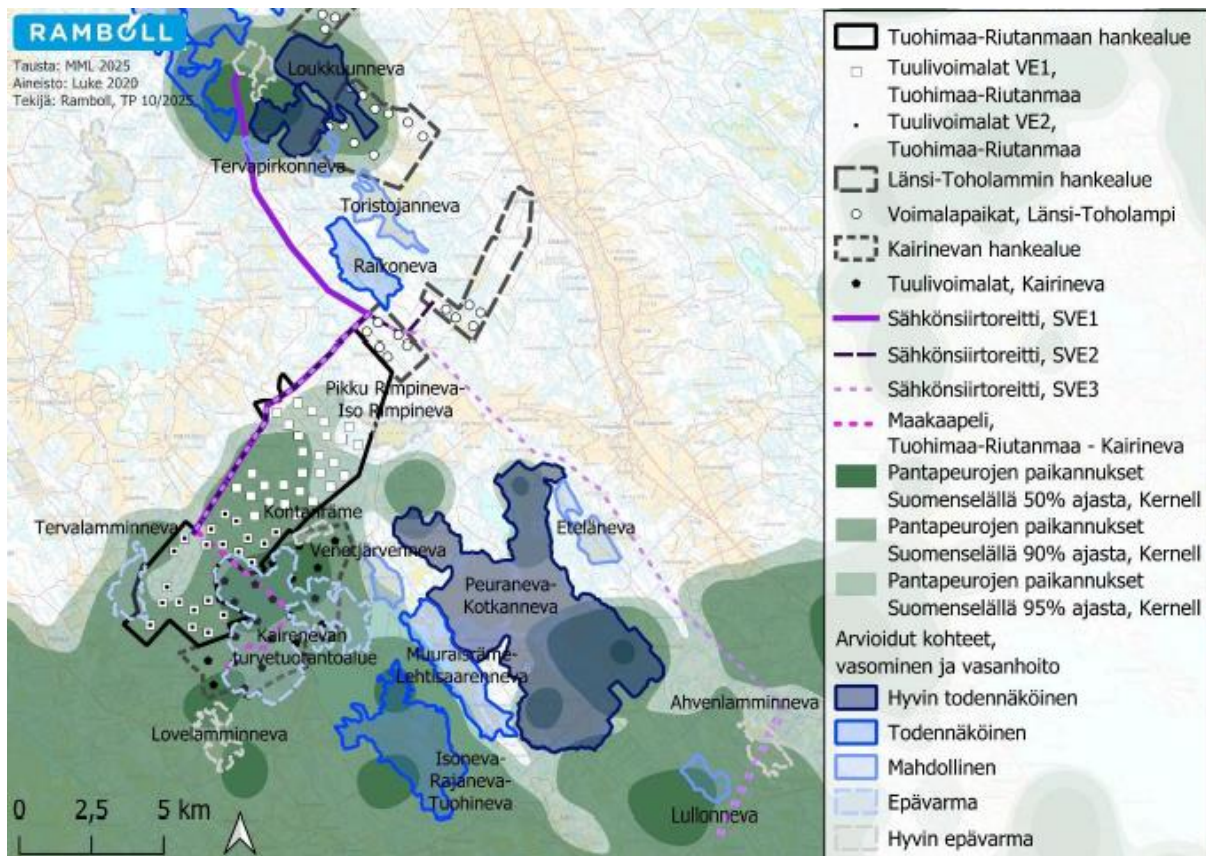 RAMBOLL
Tausta: MML 2025
Aineisto: Luke 2020
Tekijä: Ramboll, TP 10/2025
Loukkuunneva
Tervapirkonneva
Toristojanneva
Raikoneva
Pikku Rimpineva-
Iso Rimpineva
Kontanräme
Tervalamminneva
Venetjärvenneva
Eteläneva
Peuraneva-
Kotkanneva
Kairenevan
turvetuotantoalue
Muuraisräme-
Lehtisaarenneva
Ahvenlamminneva
Lovelamminneva
Isoneva-
Rajaneva-
Tuohineva
Lullonneva
0 2,5 5 km
Tuohimaa-Riutanmaan hankealue
Tuulivoimalat VE1,
Tuohimaa-Riutanmaa
Tuulivoimalat VE2,
Tuohimaa-Riutanmaa
Länsi-Toholammin hankealue
Voimalapaikat, Länsi-Toholampi
Kairinevan hankealue
Tuulivoimalat, Kairineva
Sähkönsiirtoreitti, SVE1
Sähkönsiirtoreitti, SVE2
Sähkönsiirtoreitti, SVE3
Maakaapeli,
Tuohimaa-Riutanmaa - Kairineva
Pantapeurojen paikannukset
Suomenselällä 50% ajasta, Kernell
Pantapeurojen paikannukset
Suomenselällä 90% ajasta, Kernell
Pantapeurojen paikannukset
Suomenselällä 95% ajasta, Kernell
Arvioidut kohteet,
vasominen ja vasanhoito
Hyvin todennäköinen
Todennäköinen
Mahdollinen
Epävarma
Hyvin epävarma